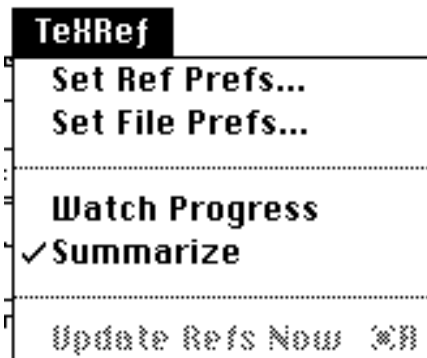 TeXRef
Set Ref Prefs...
Set File Prefs...
Watch Progress
✓Summarize
Update Refs Now ⌘R